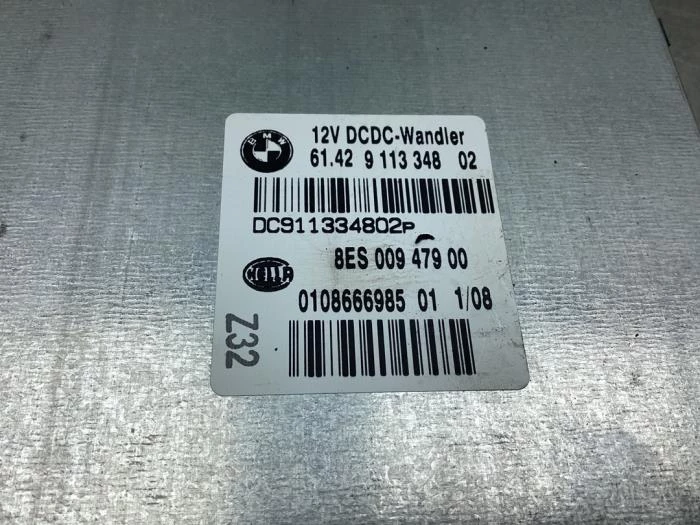 BMW
12V DCDC-Wandler
61.42 9 113 348 02
DC911334802P
8ES 009 479 00
HELLA
0108666985 01 1/08
Z32